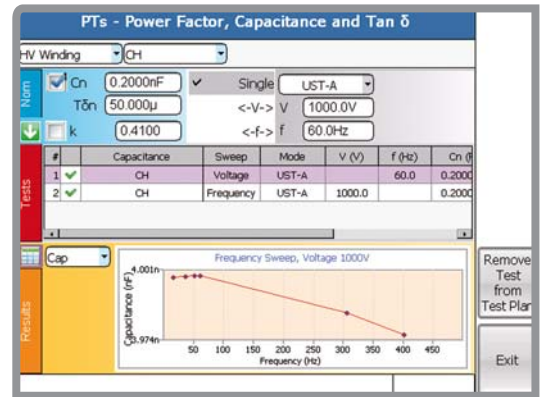 PTs - Power Factor, Capacitance and Tan δ
HV Winding CH
Nom
Cn 0.2000nF Single UST-A
Tδn 50.000µ <-V-> V 1000.0V
k 0.4100 <-f-> f 60.0Hz
Tests
# Capacitance Sweep Mode V (V) f (Hz) Cn (F
1 CH Voltage UST-A 60.0 0.2000
2 CH Frequency UST-A 1000.0 0.2000
Results
Cap
Frequency Sweep, Voltage 1000V
Capacitance (nF)
4.001n
3.974n
50 100 150 200 250 300 350 400 450
Frequency (Hz)
Remove
Test
from
Test Plan
Exit